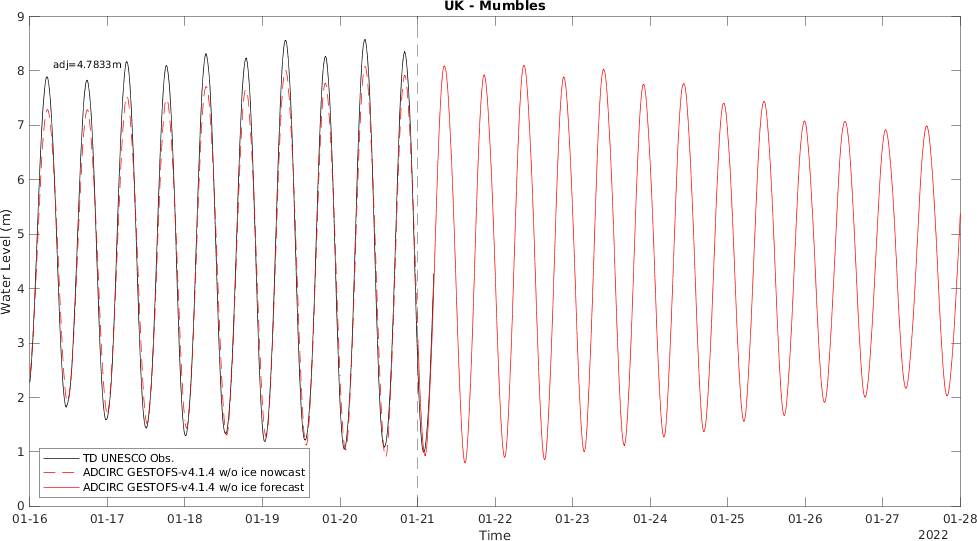 UK - Mumbles
9
8
7
6
5
4
3
2
1
0
Water Level (m)
adj=4.7833m
TD UNESCO Obs.
ADCIRC GESTOFS-v4.1.4 w/o ice nowcast
ADCIRC GESTOFS-v4.1.4 w/o ice forecast
01-16 01-17 01-18 01-19 01-20 01-21 01-22 01-23 01-24 01-25 01-26 01-27 01-28
Time
2022